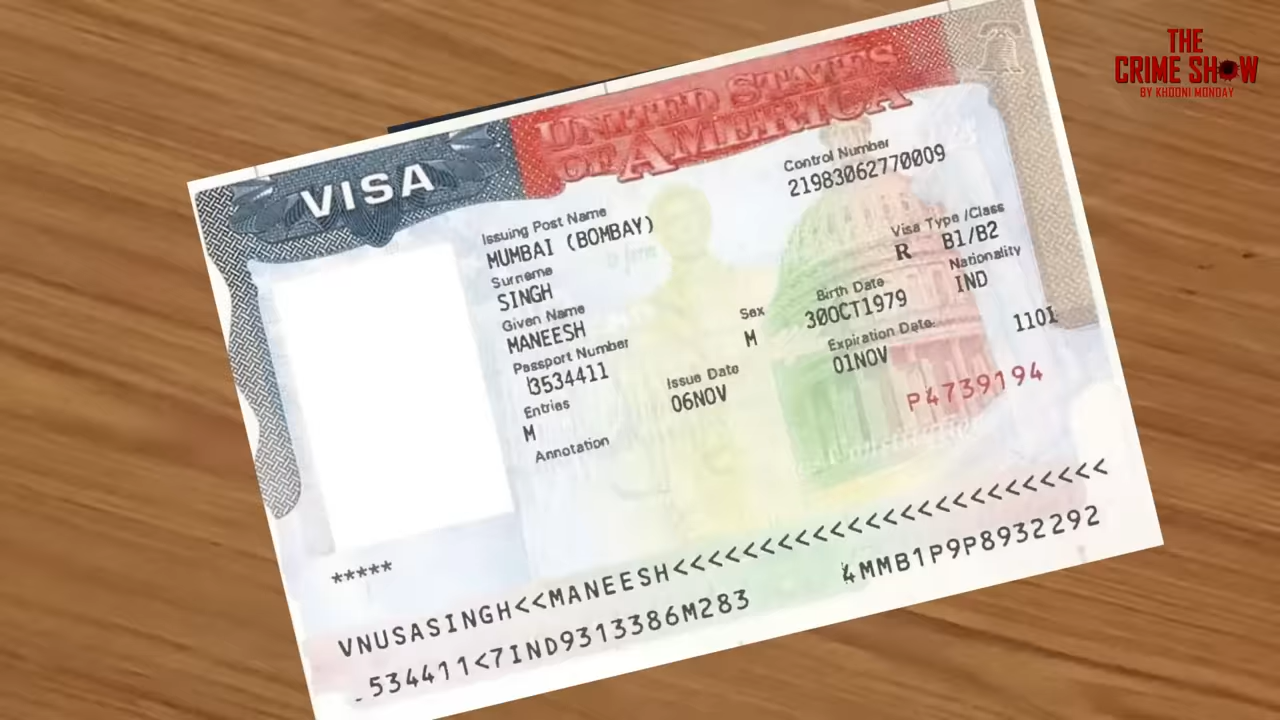 THE
CRIME SHOW
BY KHOONI MONDAY
VISA
UNITED STATES
OF AMERICA
Control Number
21983062770009
Issuing Post Name
MUMBAI (BOMBAY)
Visa Type /Class
R B1/B2
Surname
SINGH
Nationality
IND
Given Name
MANEESH
Sex
M
Birth Date
30OCT1979
Passport Number
3534411
Issue Date
06NOV
Expiration Date
01NOV
110I
Entries
M
P4739194
Annotation
*****
VNUSASINGH<<MANEESH<<<<<<<<<<<<<<<<<<<<<<<<<<
534411<7IND9313386M283 4MMB1P9P8932292